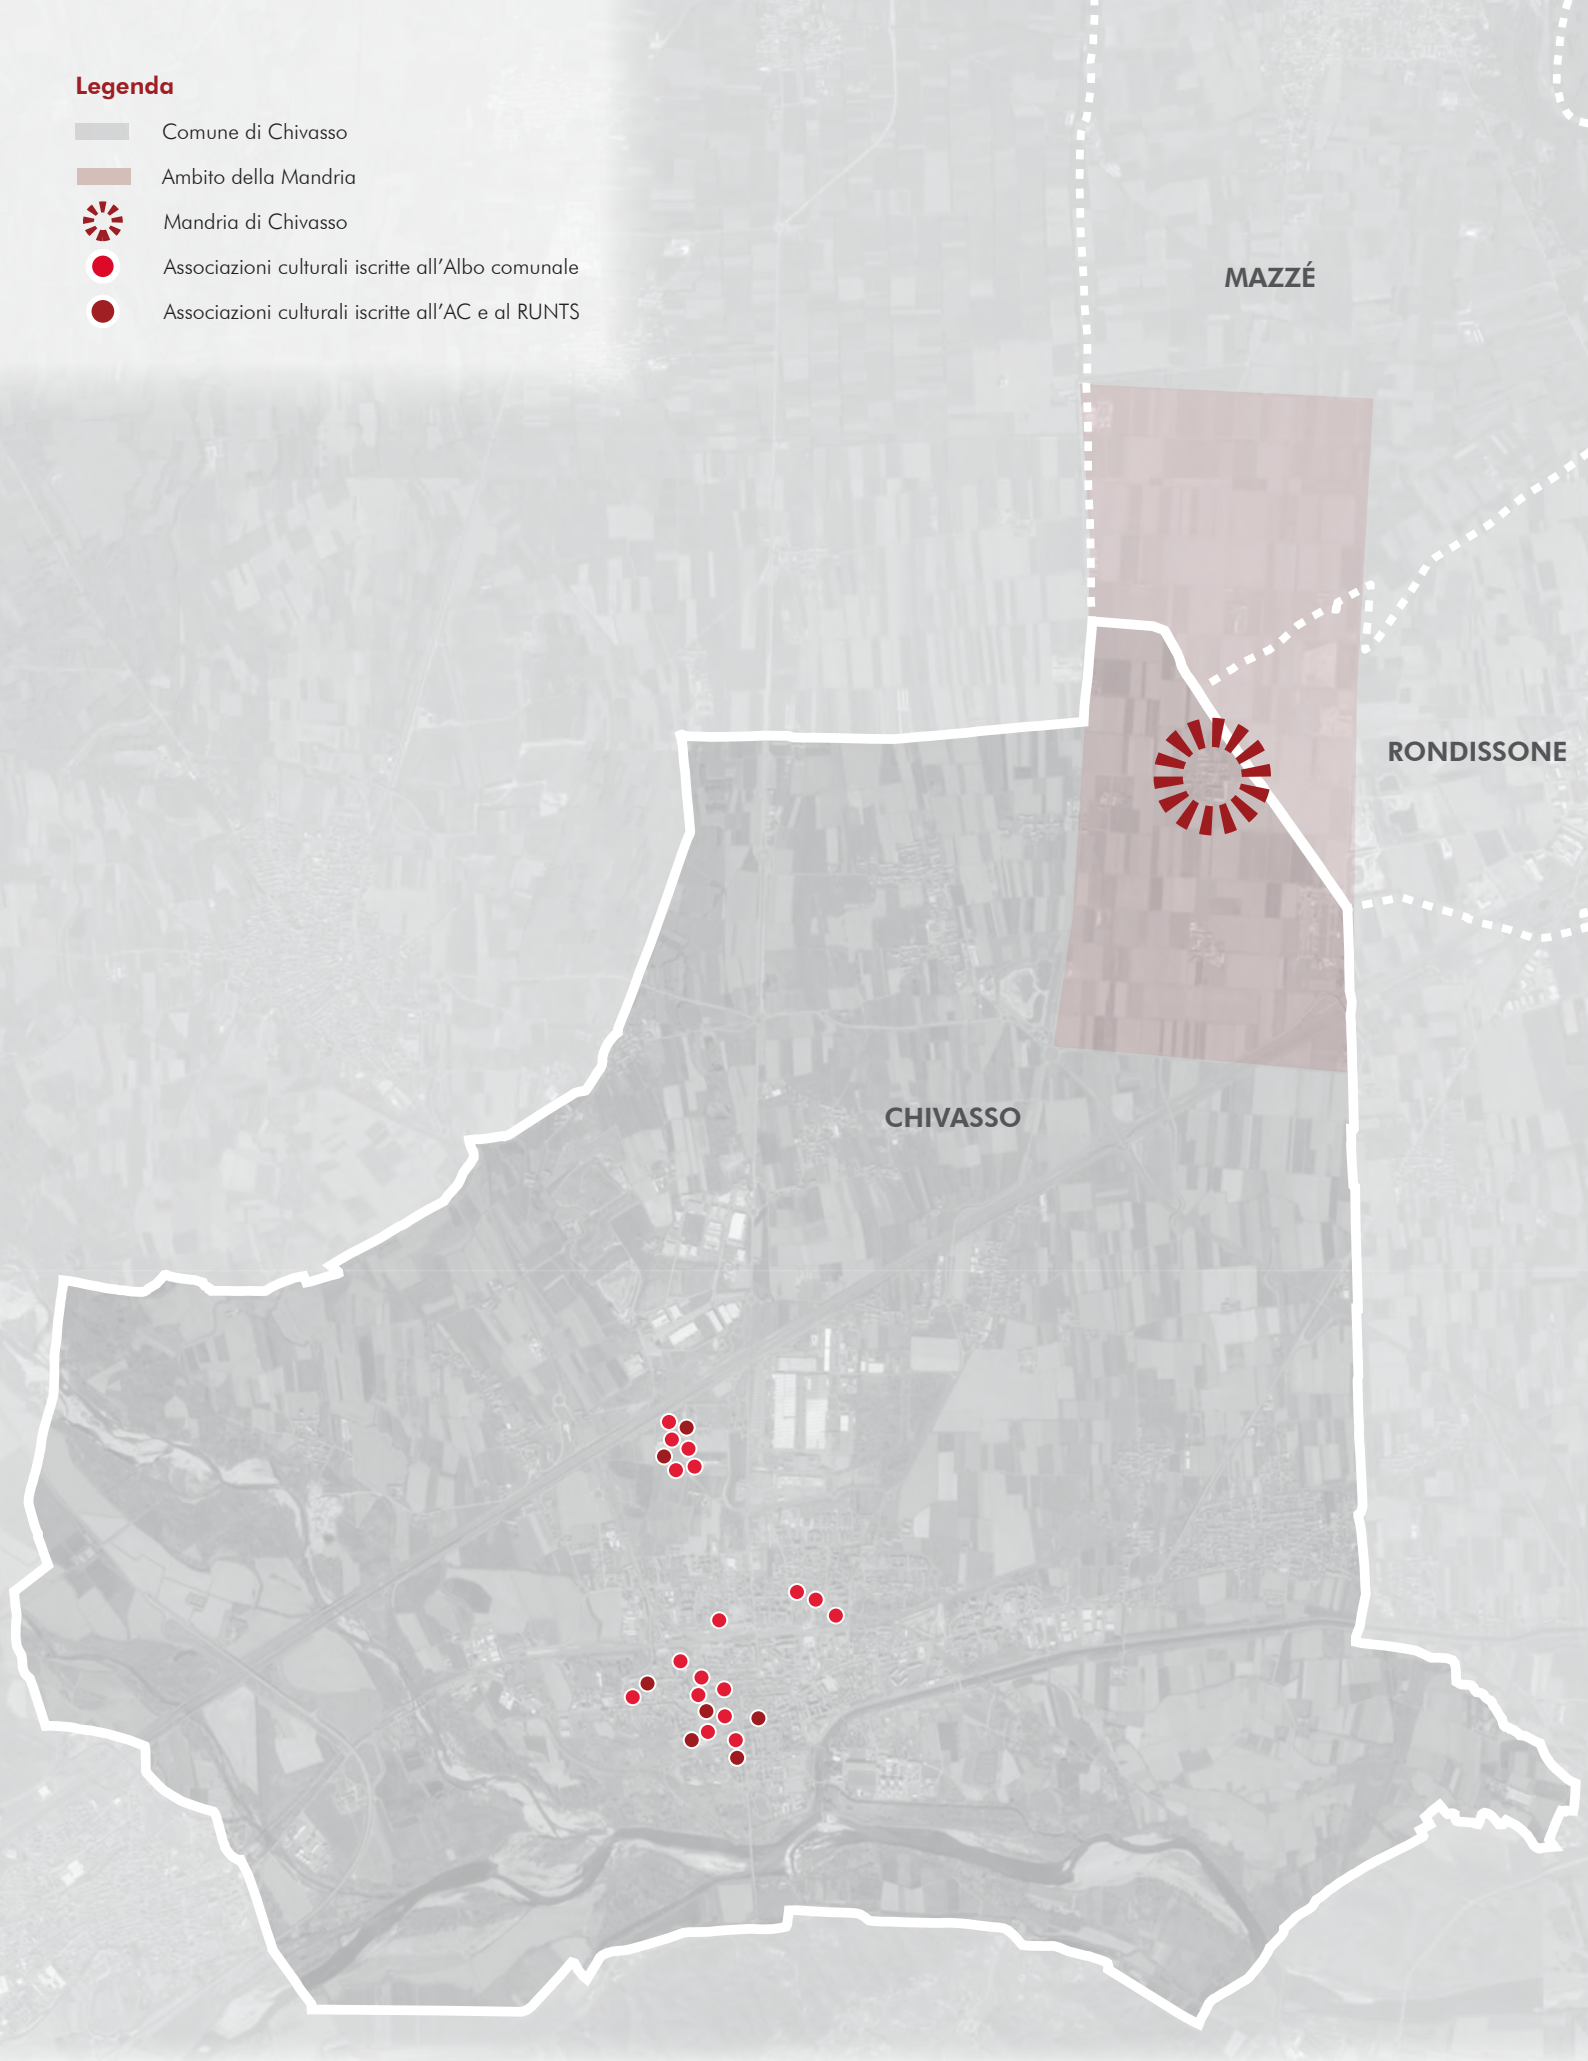 Legenda
Comune di Chivasso
Ambito della Mandria
Mandria di Chivasso
Associazioni culturali iscritte all’Albo comunale
Associazioni culturali iscritte all’AC e al RUNTS
MAZZÉ
RONDISSONE
CHIVASSO